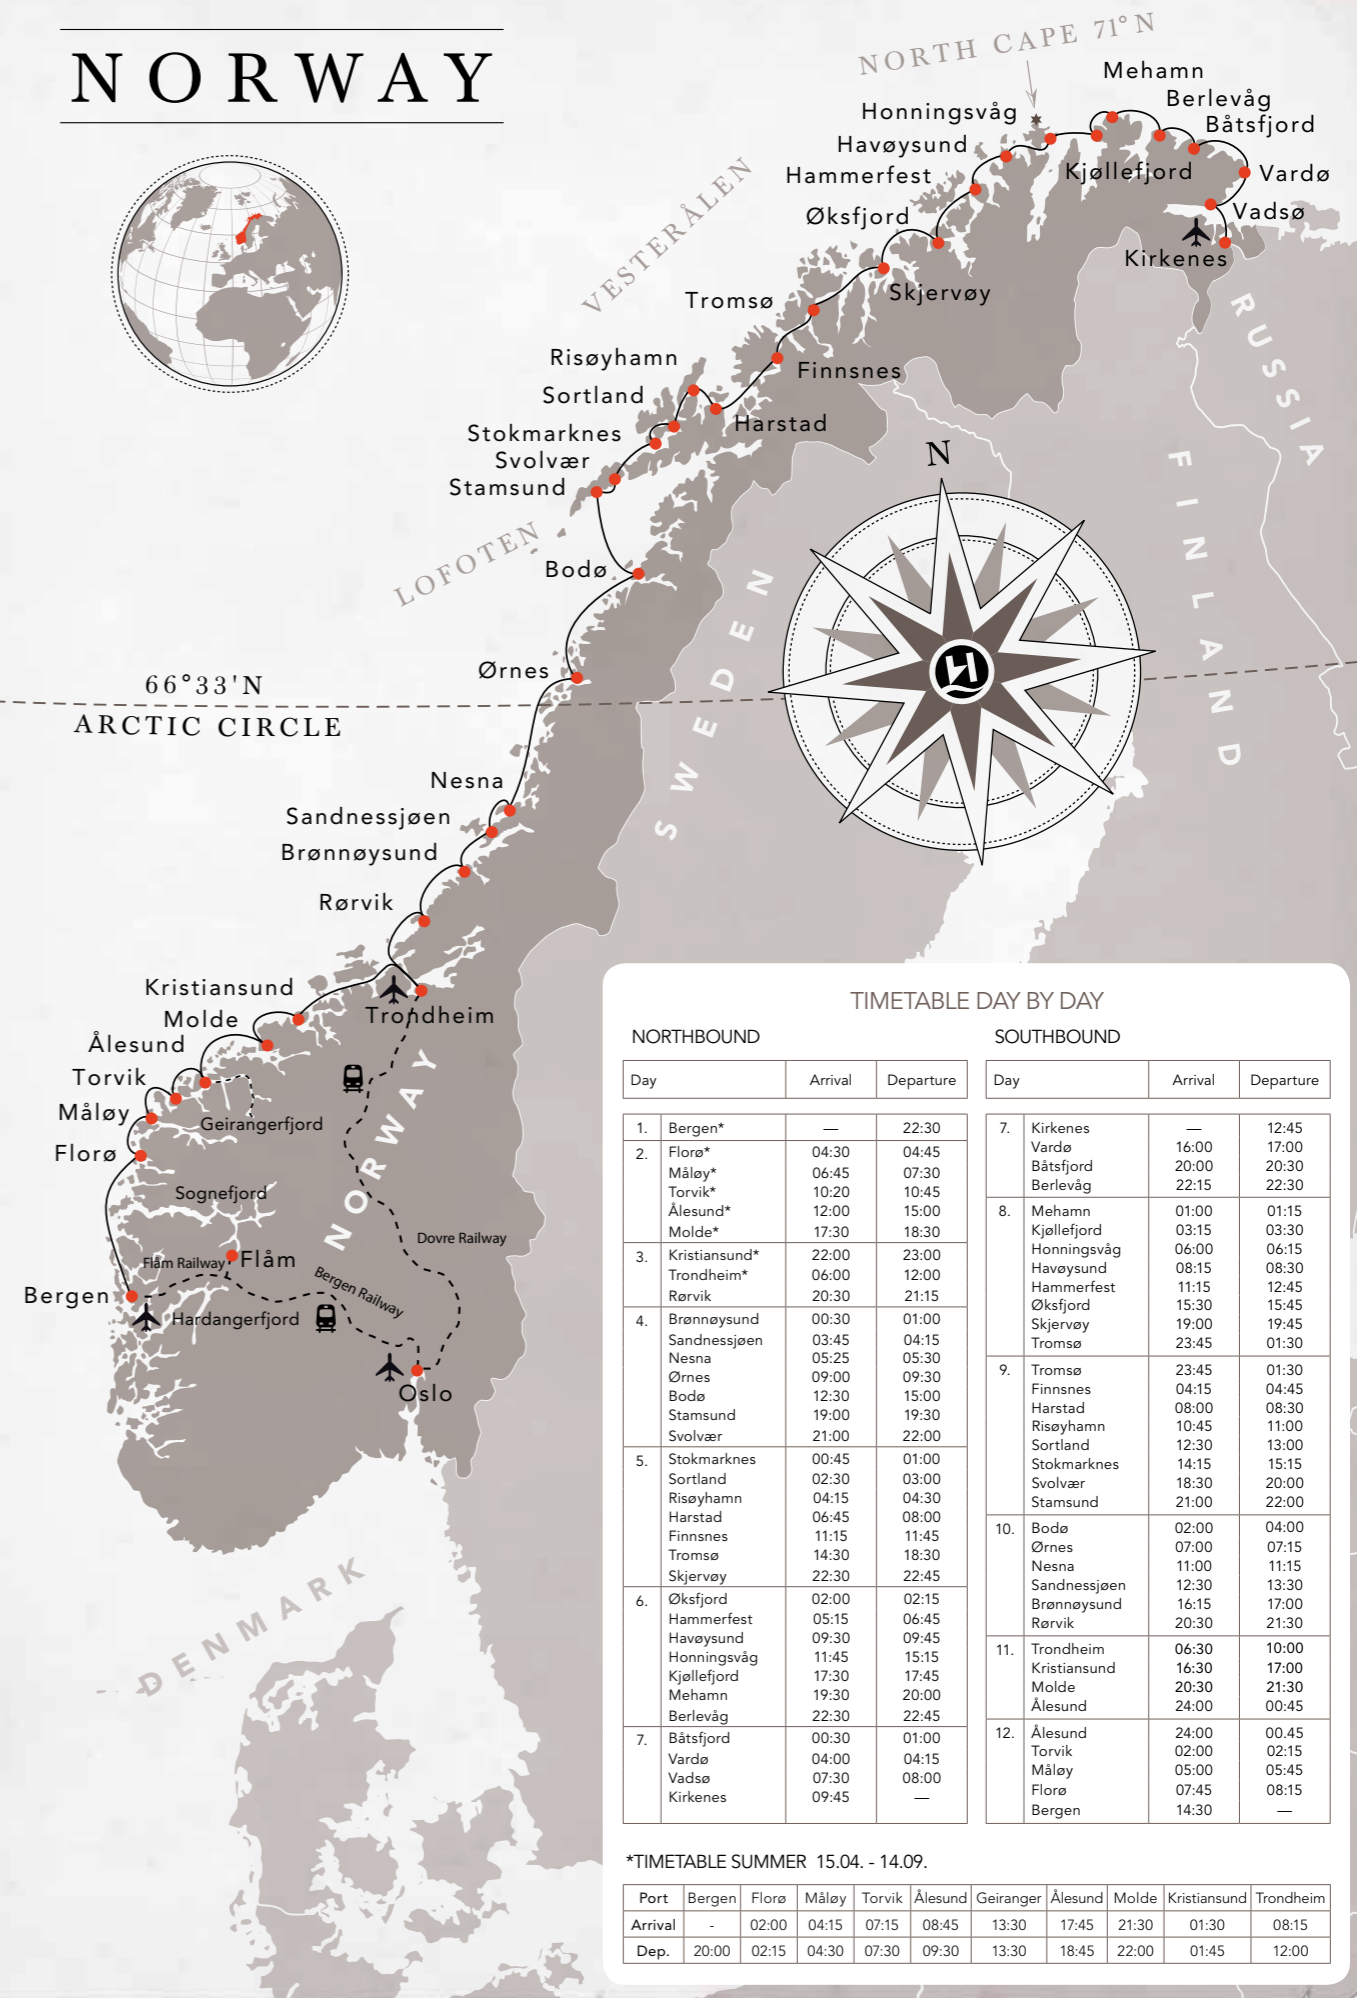 NORWAY
NORTH CAPE 71° N
Mehamn
Berlevåg
Honningsvåg
Båtsfjord
Havøysund
Kjøllefjord
Vardø
Hammerfest
Øksfjord
Vadsø
Kirkenes
VESTERÅLEN
Skjervøy
Tromsø
RUSSIA
Risøyhamn
Finnsnes
Sortland
Harstad
Stokmarknes
Svolvær
Stamsund
N
FINLAND
LOFOTEN
Bodø
SWEDEN
Ørnes
66°33'N
ARCTIC CIRCLE
H
Nesna
Sandnessjøen
Brønnøysund
Rørvik
Kristiansund
Trondheim
Molde
Ålesund
Torvik
Måløy
Geirangerfjord
Florø
NORWAY
Sognefjord
Dovre Railway
Flåm Railway
Flåm
Bergen Railway
Bergen
Hardangerfjord
Oslo
DENMARK
TIMETABLE DAY BY DAY
NORTHBOUND
Day Arrival Departure
1. Bergen* — 22:30
2. Florø* 04:30 04:45
Måløy* 06:45 07:30
Torvik* 10:20 10:45
Ålesund* 12:00 15:00
Molde* 17:30 18:30
3. Kristiansund* 22:00 23:00
Trondheim* 06:00 12:00
Rørvik 20:30 21:15
4. Brønnøysund 00:30 01:00
Sandnessjøen 03:45 04:15
Nesna 05:25 05:30
Ørnes 09:00 09:30
Bodø 12:30 15:00
Stamsund 19:00 19:30
Svolvær 21:00 22:00
5. Stokmarknes 00:45 01:00
Sortland 02:30 03:00
Risøyhamn 04:15 04:30
Harstad 06:45 08:00
Finnsnes 11:15 11:45
Tromsø 14:30 18:30
Skjervøy 22:30 22:45
6. Øksfjord 02:00 02:15
Hammerfest 05:15 06:45
Havøysund 09:30 09:45
Honningsvåg 11:45 15:15
Kjøllefjord 17:30 17:45
Mehamn 19:30 20:00
Berlevåg 22:30 22:45
7. Båtsfjord 00:30 01:00
Vardø 04:00 04:15
Vadsø 07:30 08:00
Kirkenes 09:45 —
SOUTHBOUND
Day Arrival Departure
7. Kirkenes — 12:45
Vardø 16:00 17:00
Båtsfjord 20:00 20:30
Berlevåg 22:15 22:30
8. Mehamn 01:00 01:15
Kjøllefjord 03:15 03:30
Honningsvåg 06:00 06:15
Havøysund 08:15 08:30
Hammerfest 11:15 12:45
Øksfjord 15:30 15:45
Skjervøy 19:00 19:45
Tromsø 23:45 01:30
9. Tromsø 23:45 01:30
Finnsnes 04:15 04:45
Harstad 08:00 08:30
Risøyhamn 10:45 11:00
Sortland 12:30 13:00
Stokmarknes 14:15 15:15
Svolvær 18:30 20:00
Stamsund 21:00 22:00
10. Bodø 02:00 04:00
Ørnes 07:00 07:15
Nesna 11:00 11:15
Sandnessjøen 12:30 13:30
Brønnøysund 16:15 17:00
Rørvik 20:30 21:30
11. Trondheim 06:30 10:00
Kristiansund 16:30 17:00
Molde 20:30 21:30
Ålesund 24:00 00:45
12. Ålesund 24:00 00.45
Torvik 02:00 02:15
Måløy 05:00 05:45
Florø 07:45 08:15
Bergen 14:30 —
*TIMETABLE SUMMER 15.04. - 14.09.
Port Bergen Florø Måløy Torvik Ålesund Geiranger Ålesund Molde Kristiansund Trondheim
Arrival - 02:00 04:15 07:15 08:45 13:30 17:45 21:30 01:30 08:15
Dep. 20:00 02:15 04:30 07:30 09:30 13:30 18:45 22:00 01:45 12:00